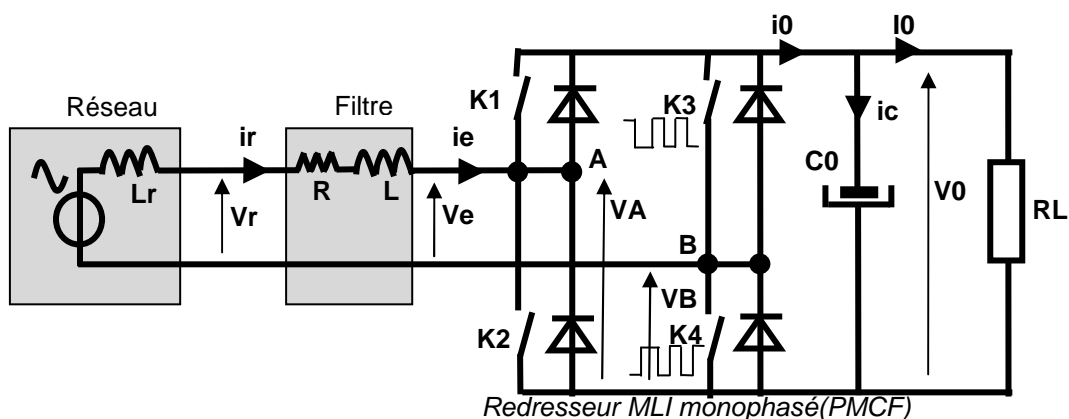 i0
I0
K1
K3
Réseau
Filtre
ir
ie
A
ic
C0
Lr
R
L
Vr
Ve
VA
V0
RL
B
VB
K2
K4
Redresseur MLI monophasé(PMCF)